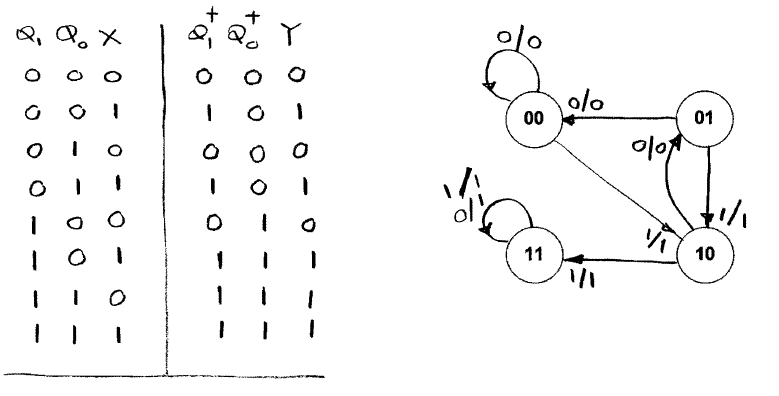 Q₁ Q₀ X | Q₁⁺ Q₀⁺ Y
0 0 0 | 0 0 0
0 0 1 | 1 0 1
0 1 0 | 0 0 0
0 1 1 | 1 0 1
1 0 0 | 0 1 0
1 0 1 | 1 1 1
1 1 0 | 1 1 1
1 1 1 | 1 1 1
0/0
00
0/0
01
0/0
1/1
1/1,
0/1
11
1/1
1/1
10